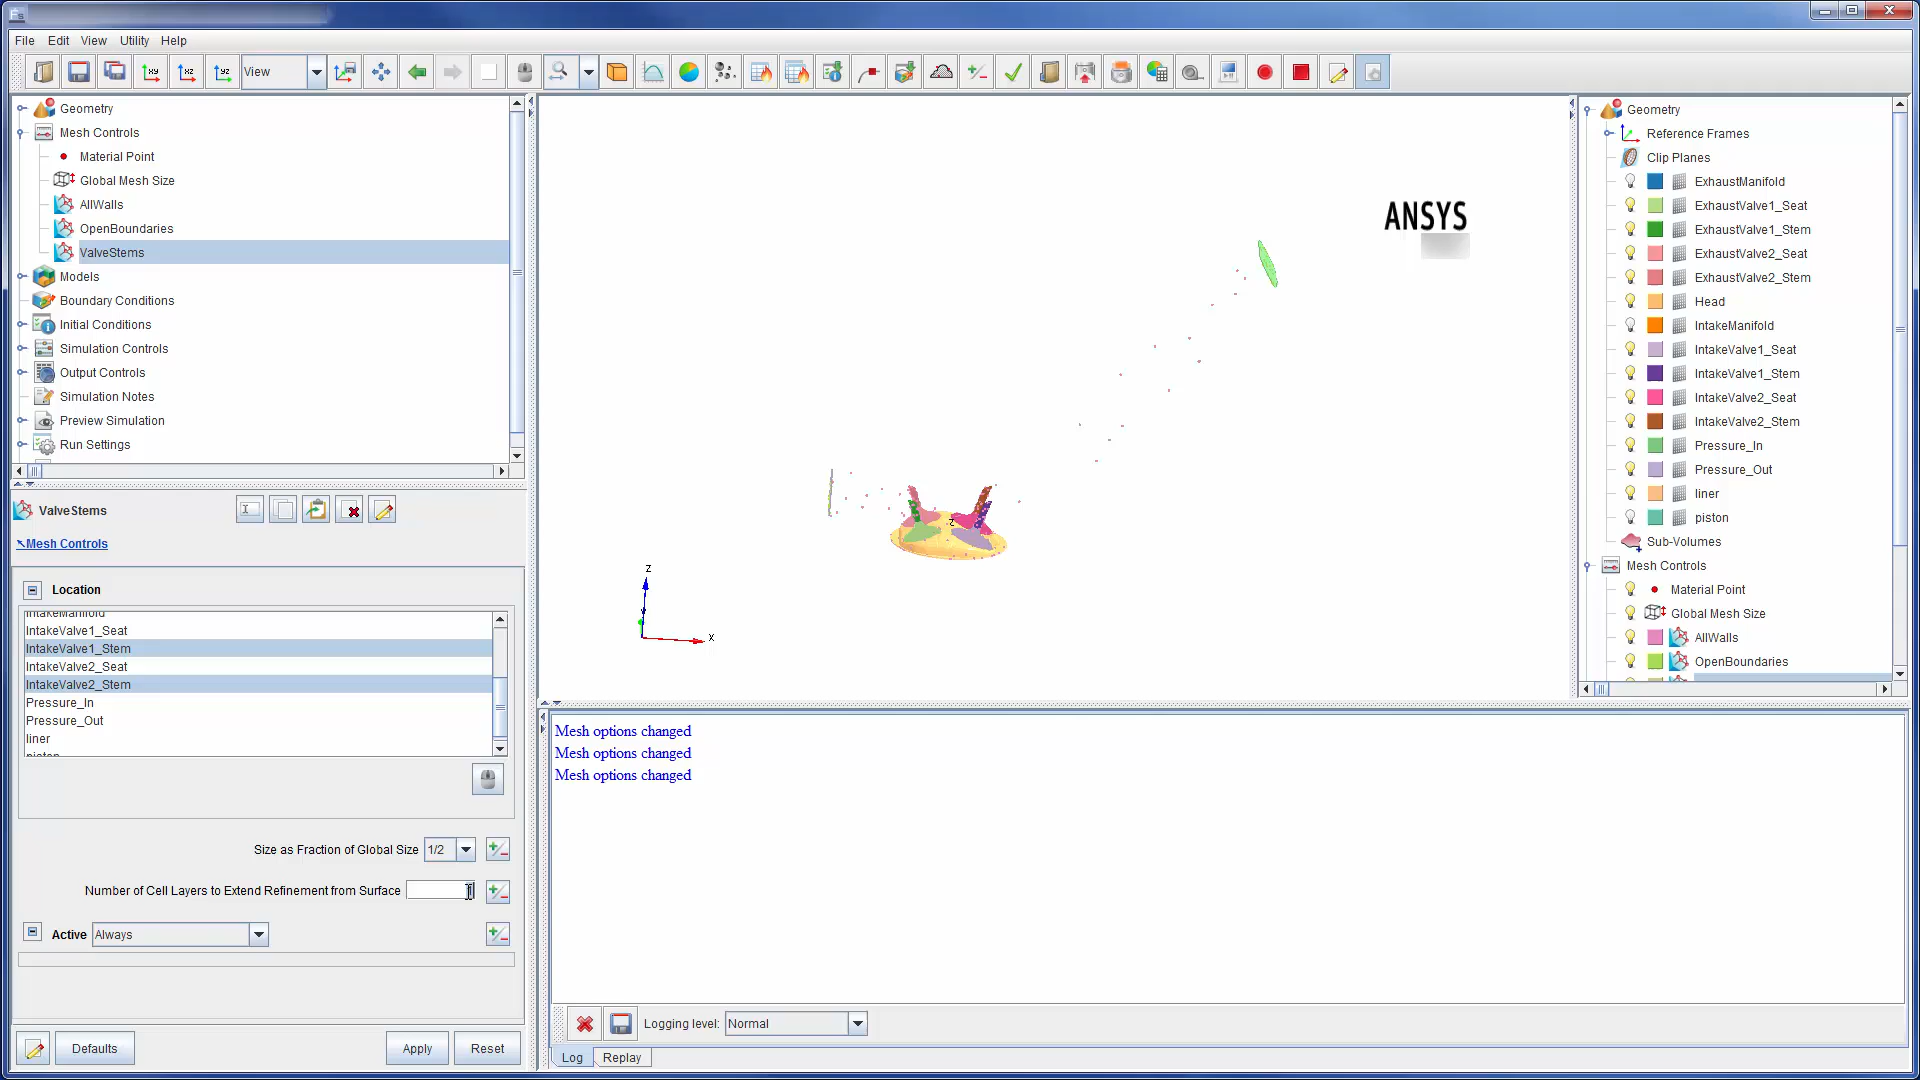 File Edit View Utility Help
View
Geometry
Mesh Controls
Material Point
Global Mesh Size
AllWalls
OpenBoundaries
ValveStems
Models
Boundary Conditions
Initial Conditions
Simulation Controls
Output Controls
Simulation Notes
Preview Simulation
Run Settings
ValveStems
Mesh Controls
Location
IntakeManifold
IntakeValve1_Seat
IntakeValve1_Stem
IntakeValve2_Seat
IntakeValve2_Stem
Pressure_In
Pressure_Out
liner
piston
Size as Fraction of Global Size 1/2
Number of Cell Layers to Extend Refinement from Surface
Active Always
Defaults Apply Reset
ANSYS
z
z
x
Mesh options changed
Mesh options changed
Mesh options changed
Logging level: Normal
Log Replay
Geometry
Reference Frames
Clip Planes
ExhaustManifold
ExhaustValve1_Seat
ExhaustValve1_Stem
ExhaustValve2_Seat
ExhaustValve2_Stem
Head
IntakeManifold
IntakeValve1_Seat
IntakeValve1_Stem
IntakeValve2_Seat
IntakeValve2_Stem
Pressure_In
Pressure_Out
liner
piston
Sub-Volumes
Mesh Controls
Material Point
Global Mesh Size
AllWalls
OpenBoundaries